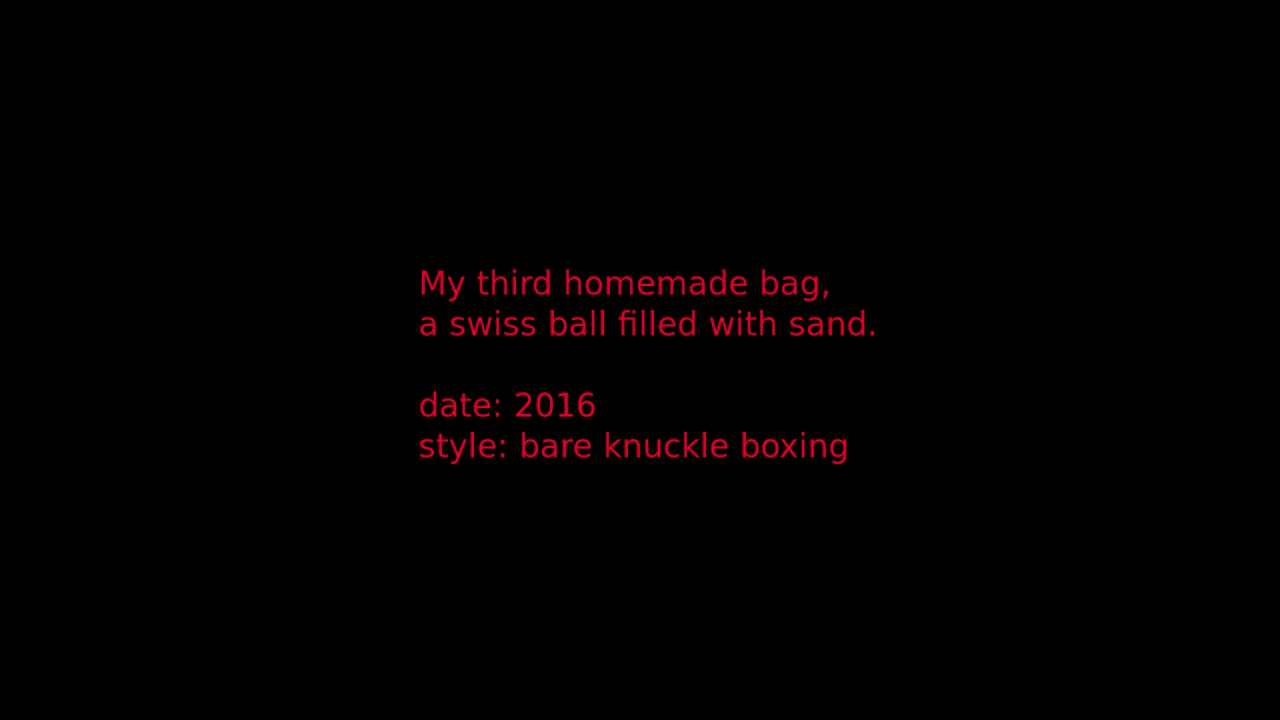 My third homemade bag,
a swiss ball filled with sand.
date: 2016
style: bare knuckle boxing